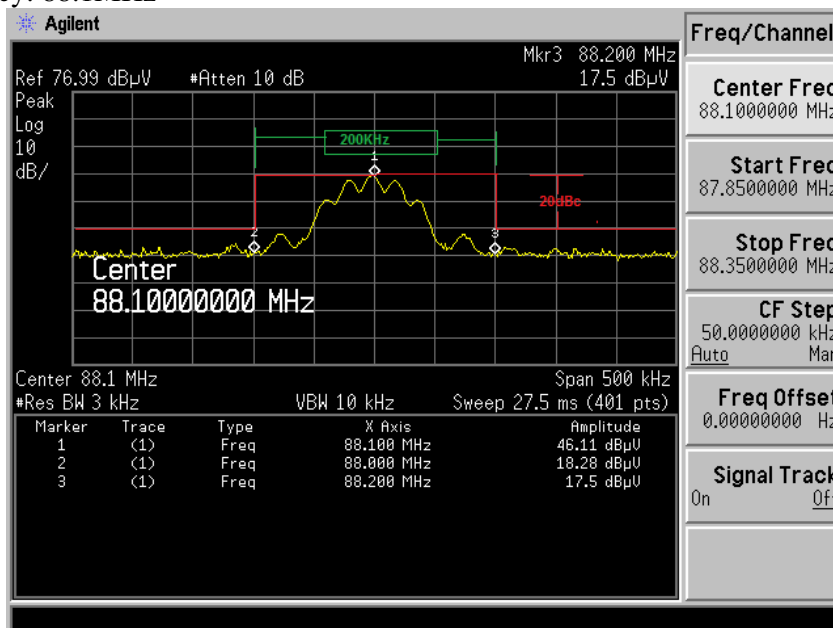 Agilent
Freq/Channel
Mkr3 88.200 MHz
Ref 76.99 dBµV #Atten 10 dB 17.5 dBµV
Peak
Log
10
dB/
200KHz
1
20dBc
2
3
Center
88.10000000 MHz
Center 88.1 MHz Span 500 kHz
#Res BW 3 kHz VBW 10 kHz Sweep 27.5 ms (401 pts)
Marker Trace Type X Axis Amplitude
1 (1) Freq 88.100 MHz 46.11 dBµV
2 (1) Freq 88.000 MHz 18.28 dBµV
3 (1) Freq 88.200 MHz 17.5 dBµV
Center Freq
88.1000000 MHz
Start Freq
87.8500000 MHz
Stop Freq
88.3500000 MHz
CF Step
50.0000000 kHz
Auto Man
Freq Offset
0.00000000 Hz
Signal Track
On Off